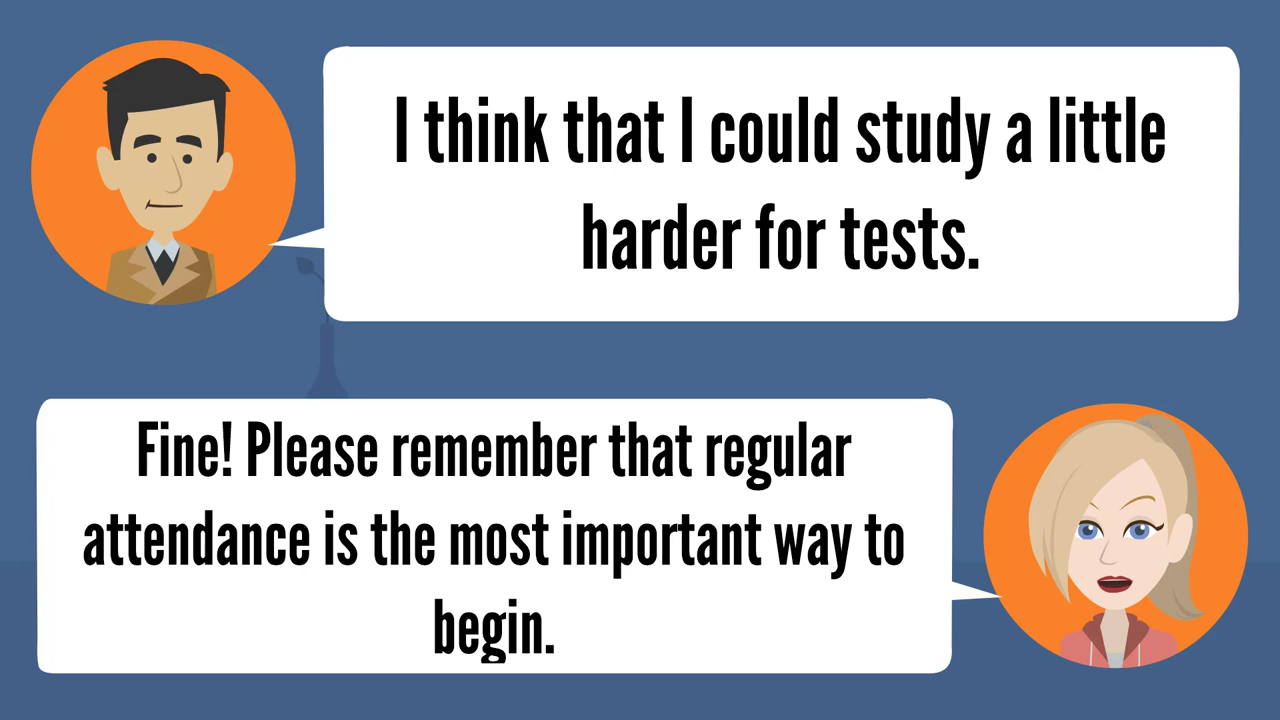 I think that I could study a little
harder for tests.
Fine! Please remember that regular
attendance is the most important way to
begin.